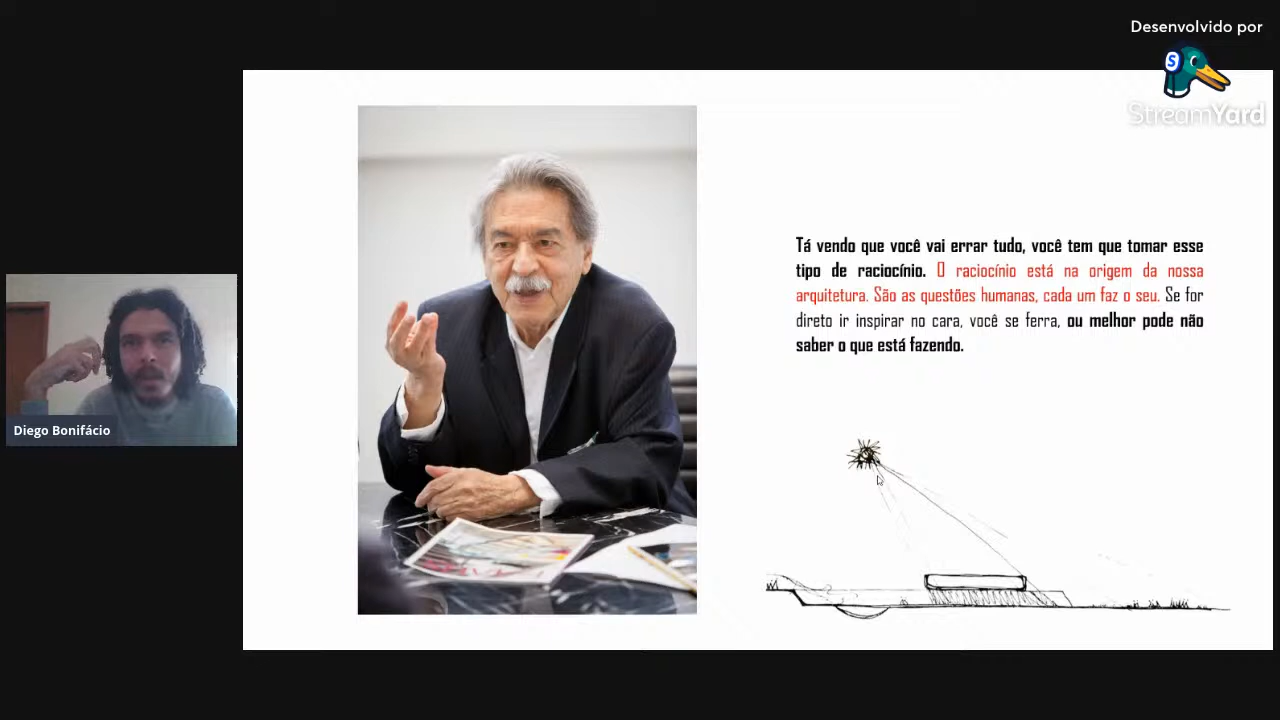 Desenvolvido por
S
StreamYard
Tá vendo que você vai errar tudo, você tem que tomar esse
tipo de raciocínio. O raciocínio está na origem da nossa
arquitetura. São as questões humanas, cada um faz o seu. Se for
direto ir inspirar no cara, você se ferra, ou melhor pode não
saber o que está fazendo.
Diego Bonifácio